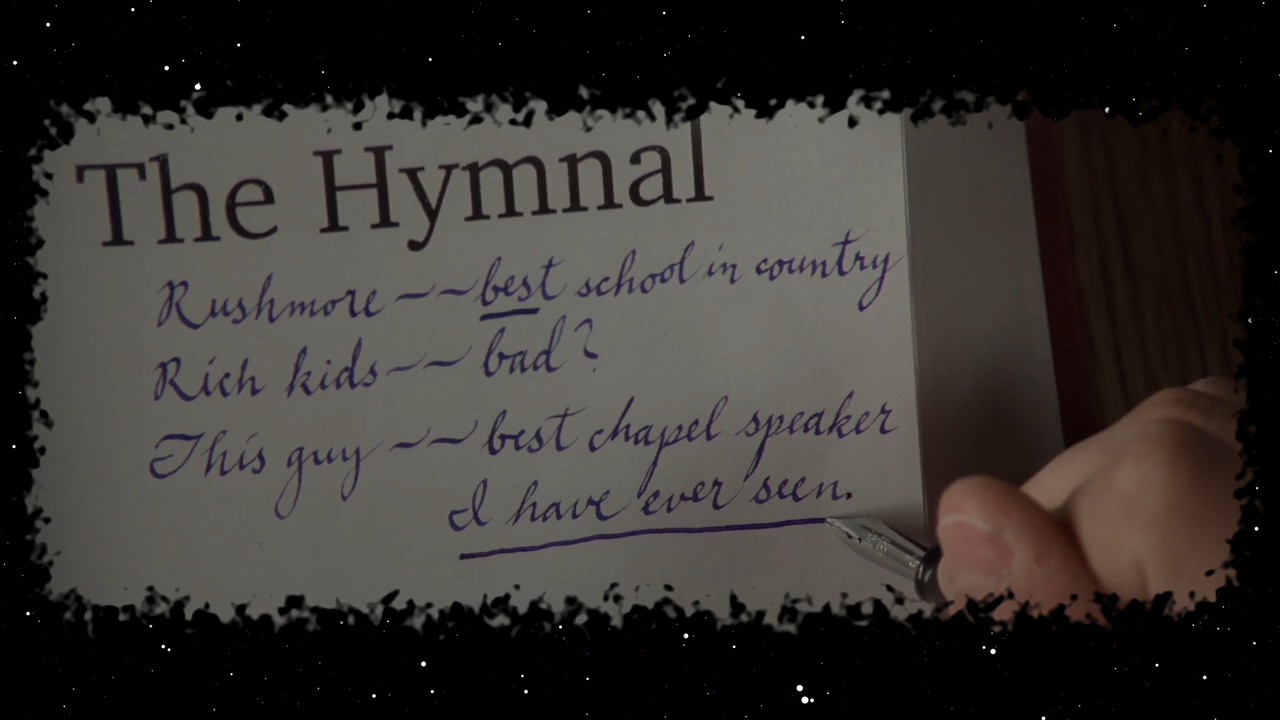 The Hymnal
Rushmore -- best school in country
Rich kids -- bad?
This guy -- best chapel speaker
I have ever seen.